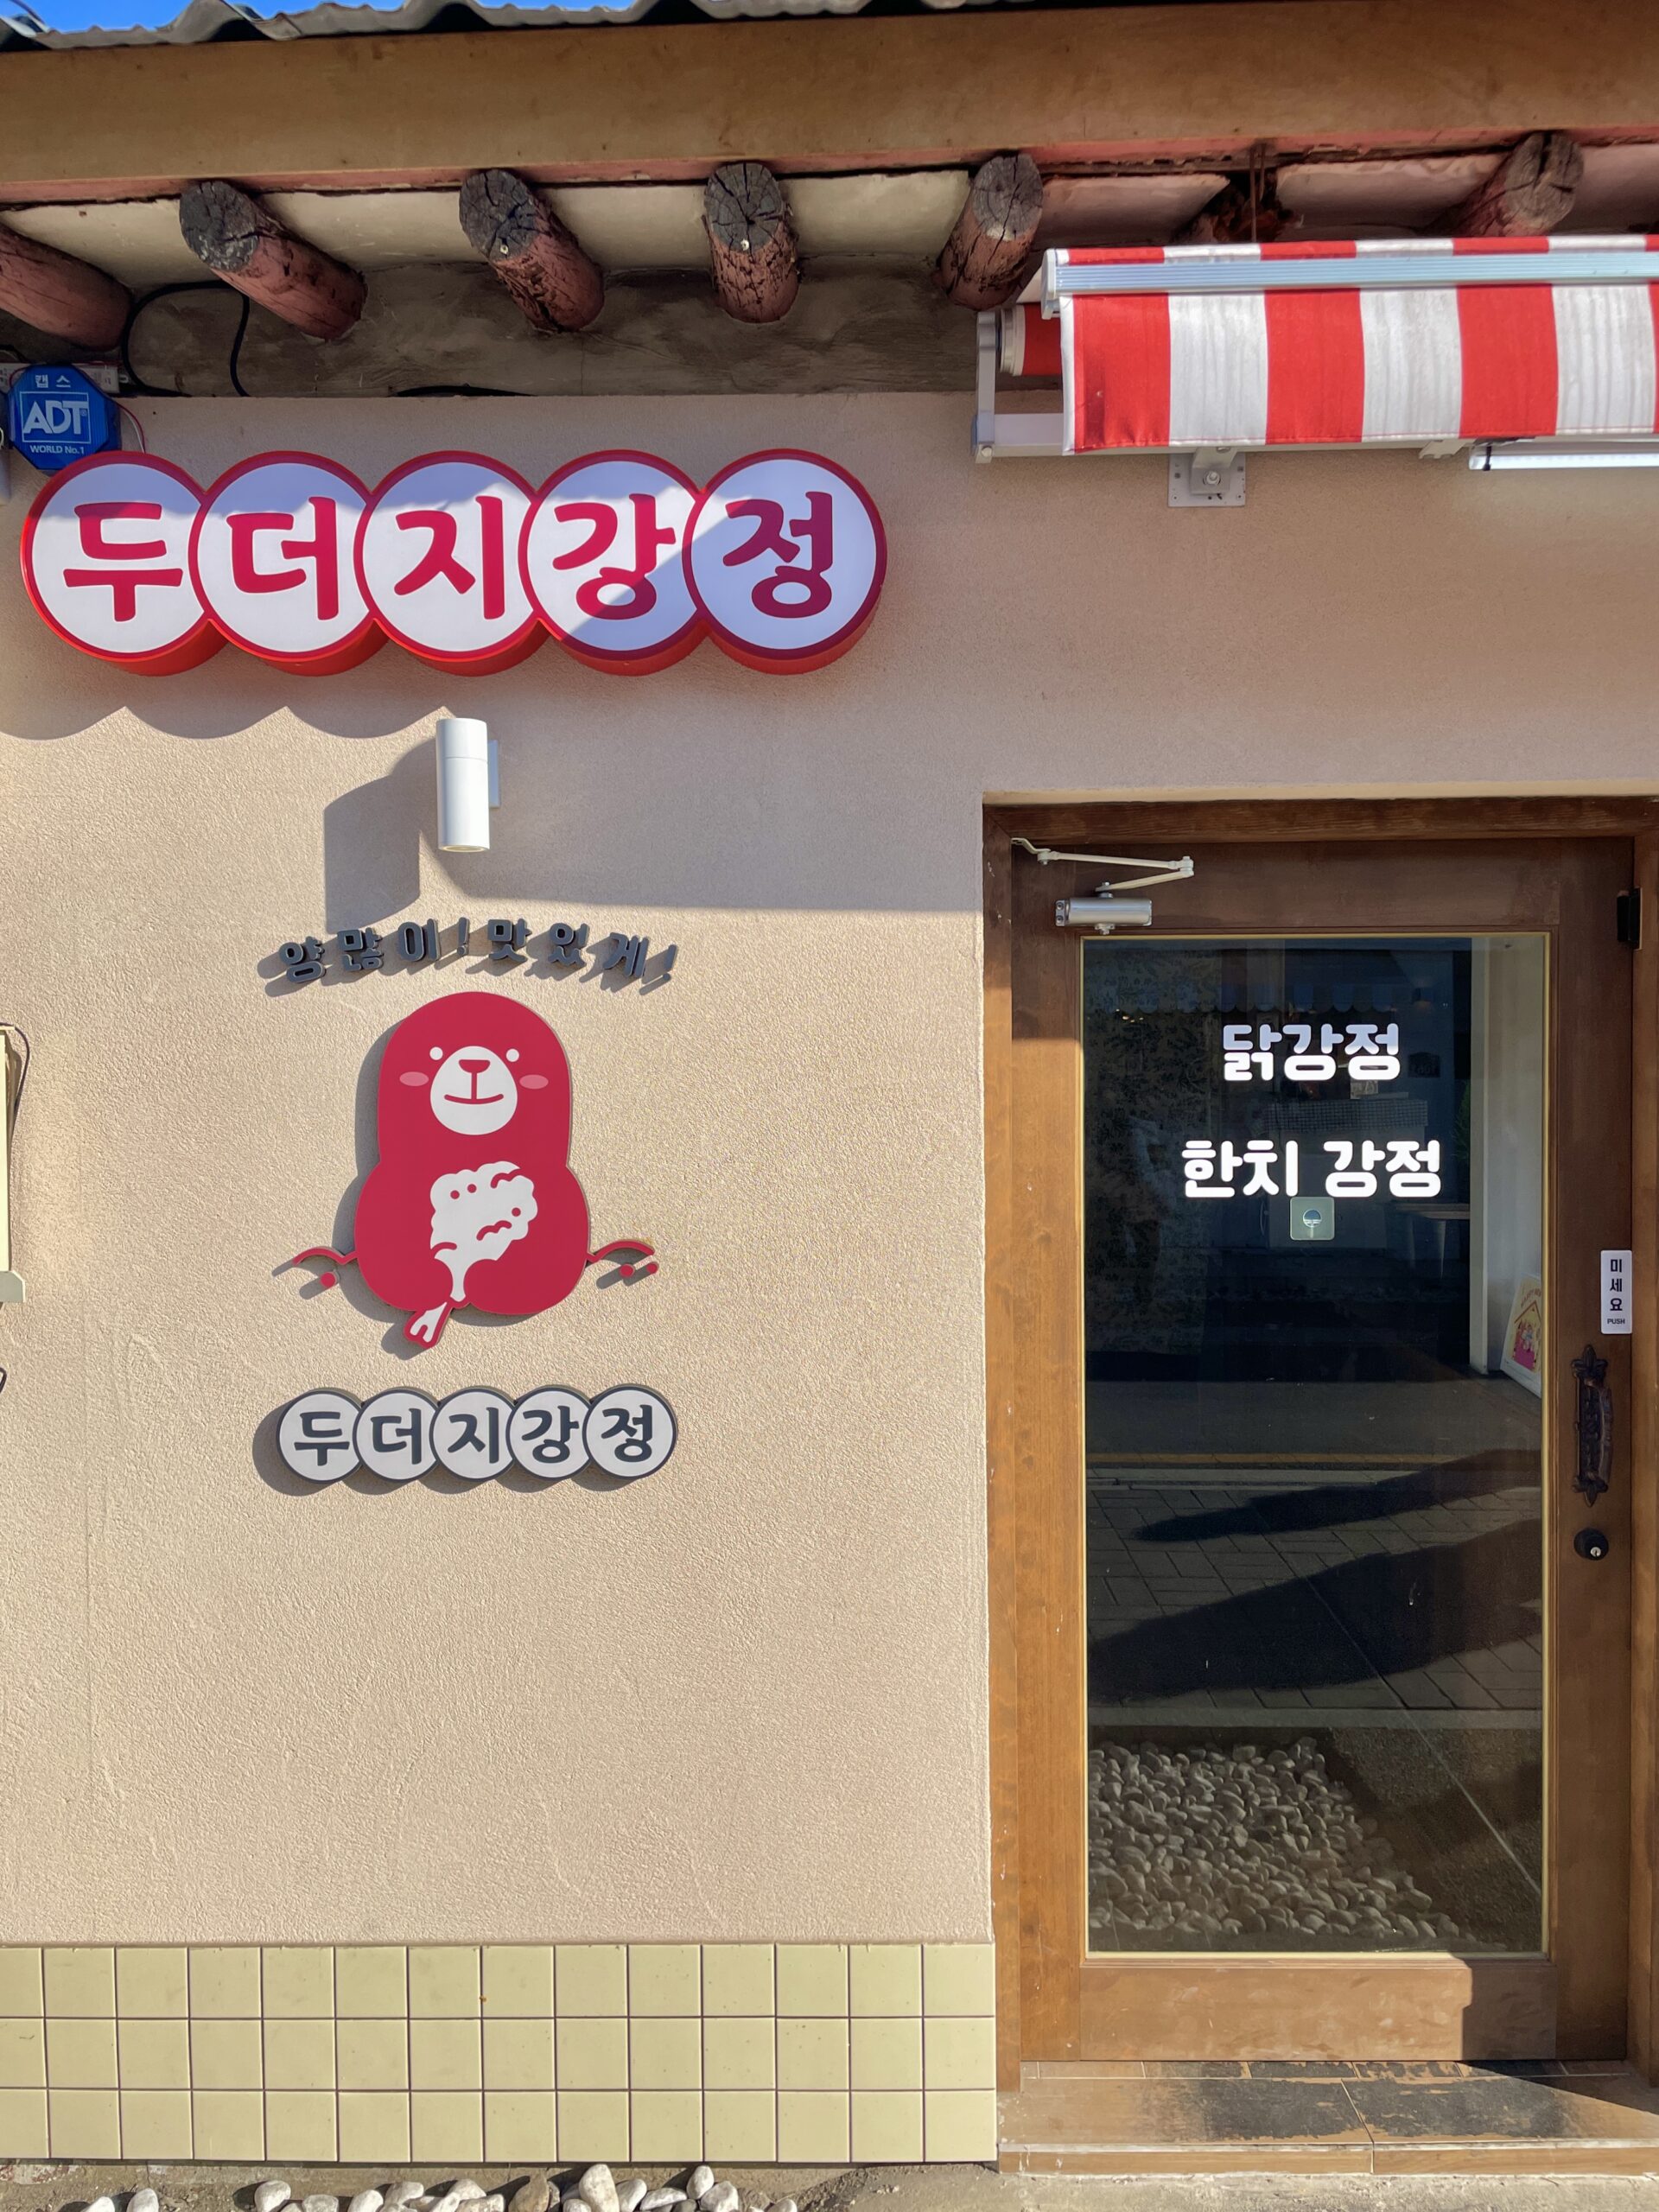 캡스
ADT
WORLD No.1
두더지강정
양많이! 맛있게!
두더지강정
닭강정
한치 강정
미세요
PUSH